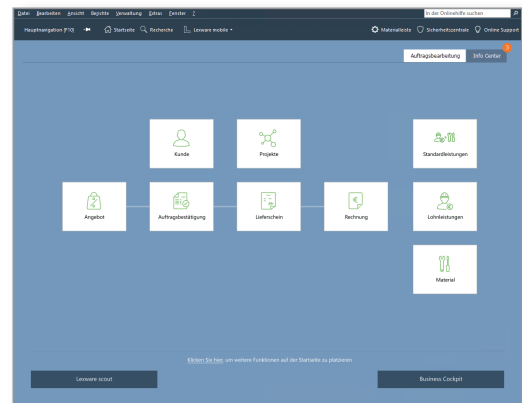 Datei Bearbeiten Ansicht Berichte Verwaltung Extras Fenster ?
In der Onlinehilfe suchen
Hauptnavigation [F10] Startseite Recherche Lexware mobile
Materialleiste Sicherheitszentrale Online Support
3
Auftragsbearbeitung Info Center
Kunde Projekte Standardleistungen
Angebot Auftragsbestätigung Lieferschein Rechnung Lohnleistungen
Material
Klicken Sie hier, um weitere Funktionen auf der Startseite zu platzieren
Lexware scout Business Cockpit